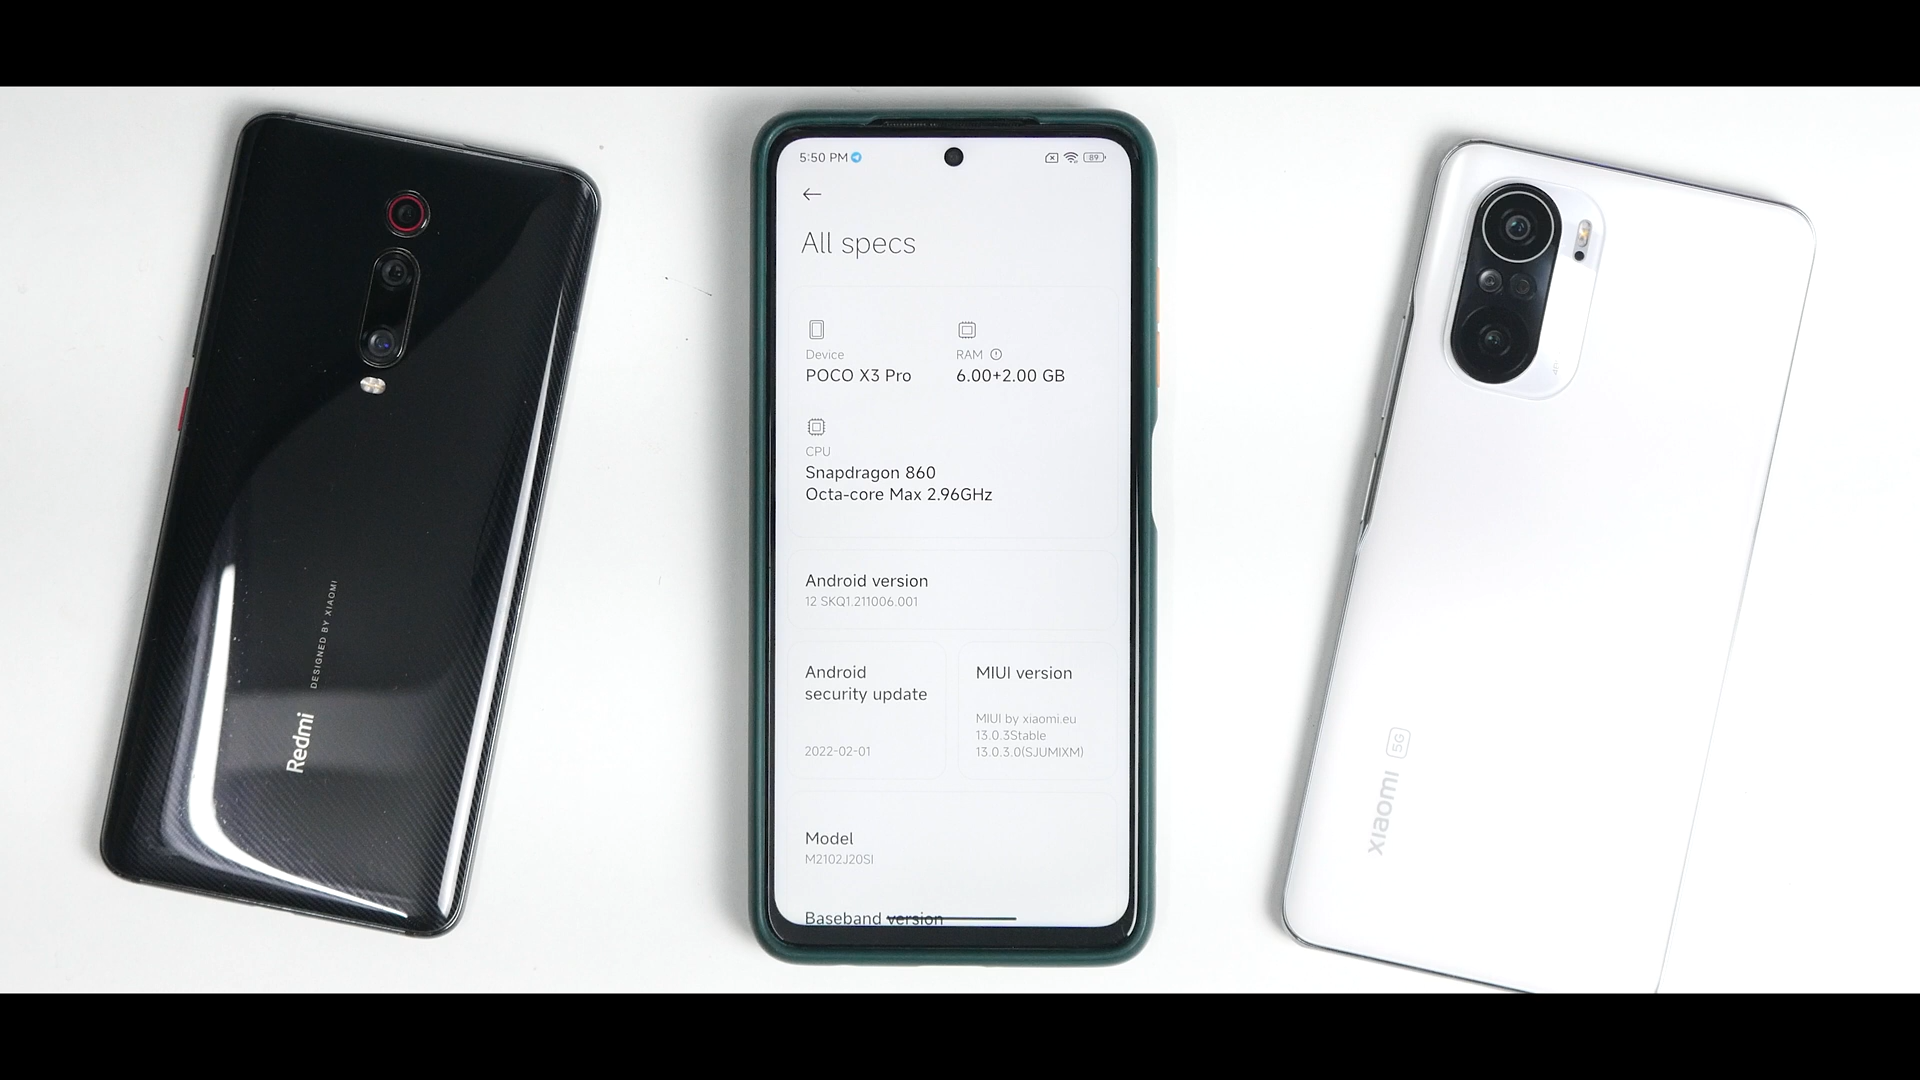 Redmi
DESIGNED BY XIAOMI
5:50 PM
89
All specs
Device
POCO X3 Pro
RAM
6.00+2.00 GB
CPU
Snapdragon 860
Octa-core Max 2.96GHz
Android version
12 SKQ1.211006.001
Android
security update
2022-02-01
MIUI version
MIUI by xiaomi.eu
13.0.3Stable
13.0.3.0(SJUMIXM)
Model
M2102J20SI
Baseband version
xiaomi 5G